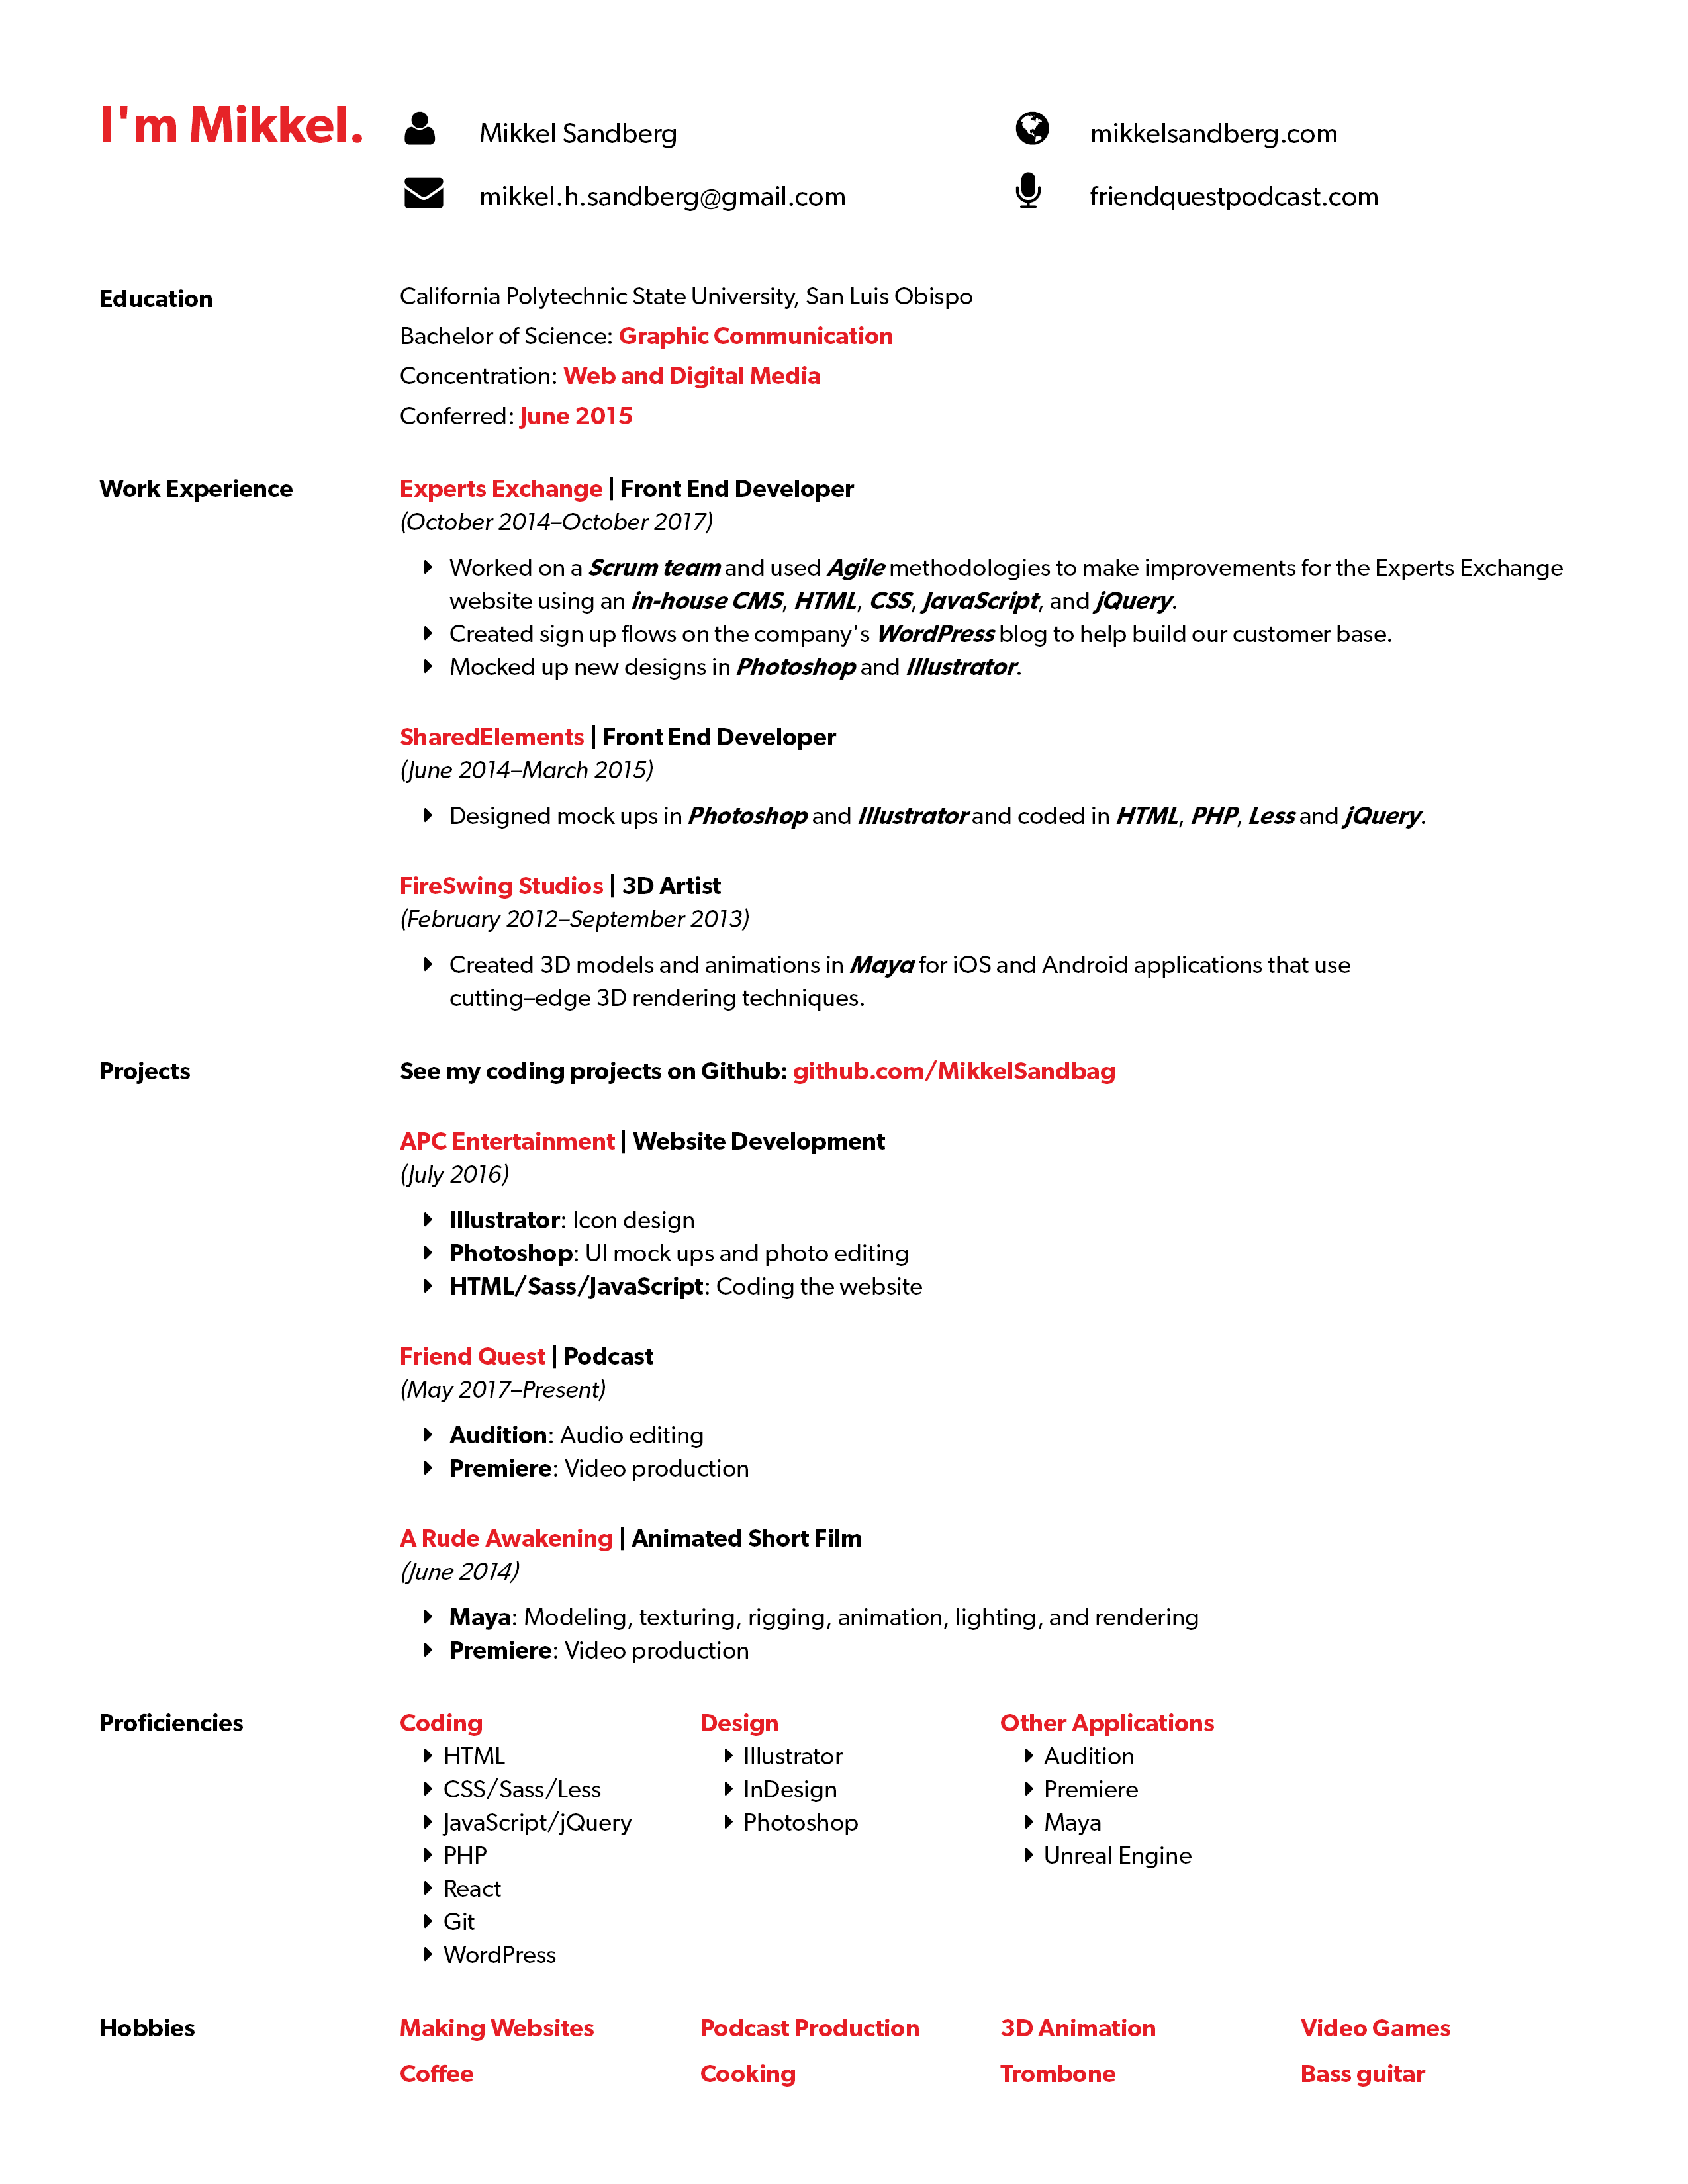 I'm Mikkel.
Mikkel Sandberg
mikkelsandberg.com
mikkel.h.sandberg@gmail.com
friendquestpodcast.com
Education
California Polytechnic State University, San Luis Obispo
Bachelor of Science: Graphic Communication
Concentration: Web and Digital Media
Conferred: June 2015
Work Experience
Experts Exchange | Front End Developer
(October 2014–October 2017)
Worked on a Scrum team and used Agile methodologies to make improvements for the Experts Exchange
website using an in-house CMS, HTML, CSS, JavaScript, and jQuery.
Created sign up flows on the company's WordPress blog to help build our customer base.
Mocked up new designs in Photoshop and Illustrator.
SharedElements | Front End Developer
(June 2014–March 2015)
Designed mock ups in Photoshop and Illustrator and coded in HTML, PHP, Less and jQuery.
FireSwing Studios | 3D Artist
(February 2012–September 2013)
Created 3D models and animations in Maya for iOS and Android applications that use
cutting–edge 3D rendering techniques.
Projects
See my coding projects on Github: github.com/MikkelSandbag
APC Entertainment | Website Development
(July 2016)
Illustrator: Icon design
Photoshop: UI mock ups and photo editing
HTML/Sass/JavaScript: Coding the website
Friend Quest | Podcast
(May 2017–Present)
Audition: Audio editing
Premiere: Video production
A Rude Awakening | Animated Short Film
(June 2014)
Maya: Modeling, texturing, rigging, animation, lighting, and rendering
Premiere: Video production
Proficiencies
Coding
HTML
CSS/Sass/Less
JavaScript/jQuery
PHP
React
Git
WordPress
Design
Illustrator
InDesign
Photoshop
Other Applications
Audition
Premiere
Maya
Unreal Engine
Hobbies
Making Websites
Podcast Production
3D Animation
Video Games
Coffee
Cooking
Trombone
Bass guitar